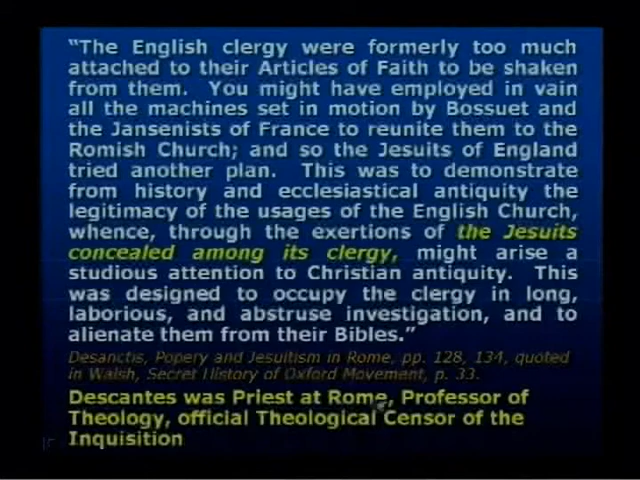 “The English clergy were formerly too much
attached to their Articles of Faith to be shaken
from them. You might have employed in vain
all the machines set in motion by Bossuet and
the Jansenists of France to reunite them to the
Romish Church; and so the Jesuits of England
tried another plan. This was to demonstrate
from history and ecclesiastical antiquity the
legitimacy of the usages of the English Church,
whence, through the exertions of the Jesuits
concealed among its clergy, might arise a
studious attention to Christian antiquity. This
was designed to occupy the clergy in long,
laborious, and abstruse investigation, and to
alienate them from their Bibles.”
Desanctis, Popery and Jesuitism in Rome, pp. 128, 134, quoted
in Walsh, Secret History of Oxford Movement, p. 33.
Descantes was Priest at Rome, Professor of
Theology, official Theological Censor of the
Inquisition